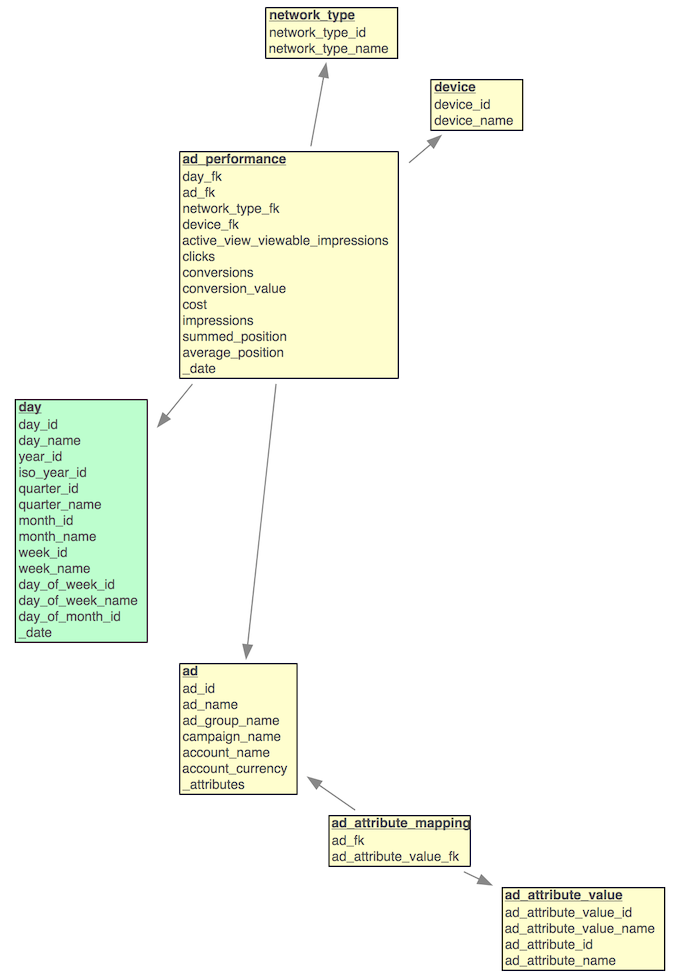 network_type
network_type_id
network_type_name
device
device_id
device_name
ad_performance
day_fk
ad_fk
network_type_fk
device_fk
active_view_viewable_impressions
clicks
conversions
conversion_value
cost
impressions
summed_position
average_position
_date
day
day_id
day_name
year_id
iso_year_id
quarter_id
quarter_name
month_id
month_name
week_id
week_name
day_of_week_id
day_of_week_name
day_of_month_id
_date
ad
ad_id
ad_name
ad_group_name
campaign_name
account_name
account_currency
_attributes
ad_attribute_mapping
ad_fk
ad_attribute_value_fk
ad_attribute_value
ad_attribute_value_id
ad_attribute_value_name
ad_attribute_id
ad_attribute_name